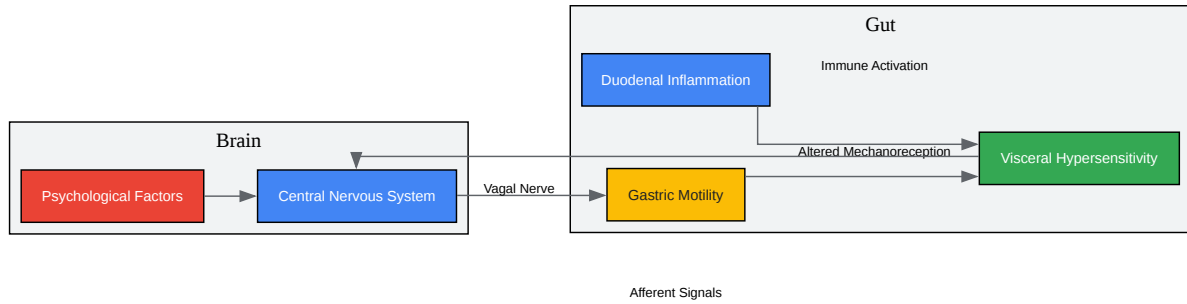 Gut
Duodenal Inflammation
Immune Activation
Brain
Altered Mechanoreception
Visceral Hypersensitivity
Psychological Factors
Central Nervous System
Vagal Nerve
Gastric Motility
Afferent Signals